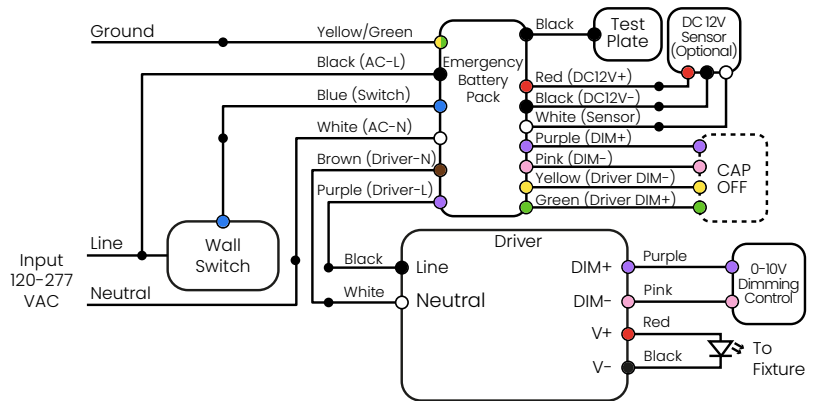 Ground
Yellow/Green
Black (AC-L)
Blue (Switch)
White (AC-N)
Brown (Driver-N)
Purple (Driver-L)
Emergency
Battery
Pack
Black
Test
Plate
DC 12V
Sensor
(Optional)
Red (DC12V+)
Black (DC12V-)
White (Sensor)
Purple (DIM+)
Pink (DIM-)
Yellow (Driver DIM-)
Green (Driver DIM+)
CAP
OFF
Input
120-277
VAC
Line
Neutral
Wall
Switch
Driver
Black
Line
White
Neutral
DIM+
Purple
DIM-
Pink
V+
Red
V-
Black
0-10V
Dimming
Control
To
Fixture